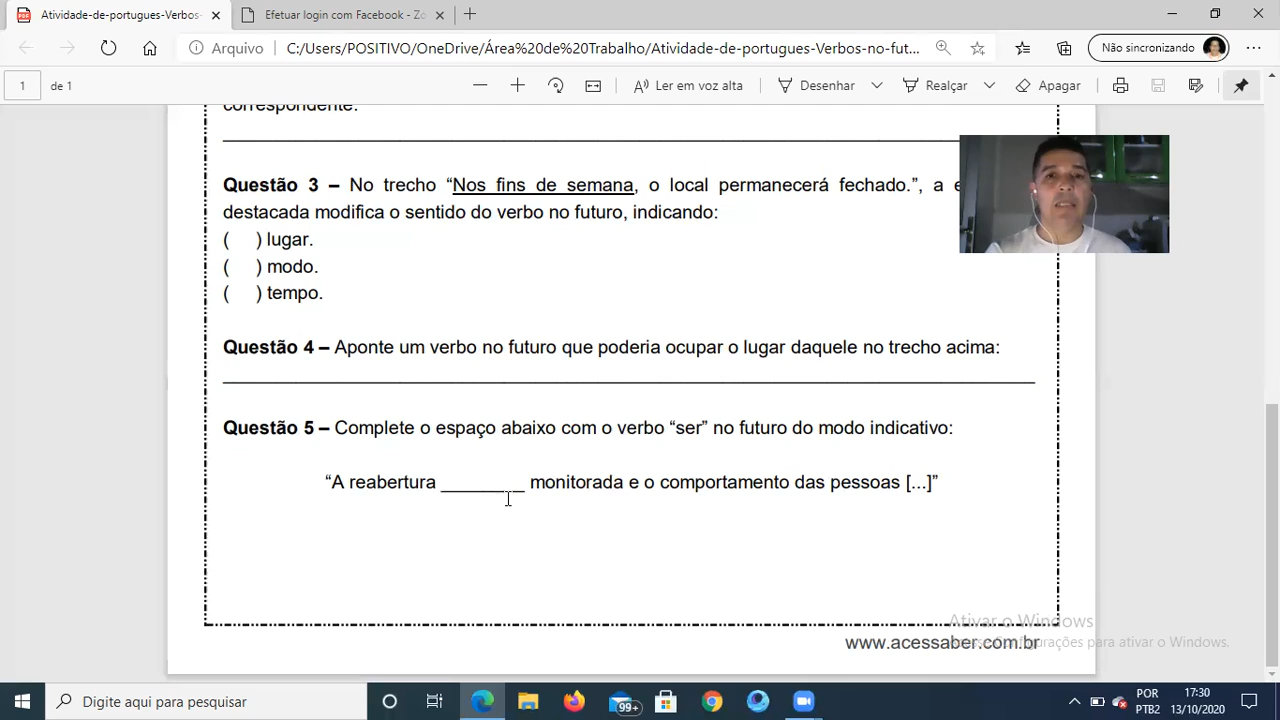 Atividade-de-portugues-Verbos-
Efetuar login com Facebook - Zo
Arquivo
C:/Users/POSITIVO/OneDrive/Área%20de%20Trabalho/Atividade-de-portugues-Verbos-no-fut...
Não sincronizando
1 de 1
Ler em voz alta
Desenhar
Realçar
Apagar
correspondente.
Questão 3 – No trecho “Nos fins de semana, o local permanecerá fechado.”, a e
destacada modifica o sentido do verbo no futuro, indicando:
( ) lugar.
( ) modo.
( ) tempo.
Questão 4 – Aponte um verbo no futuro que poderia ocupar o lugar daquele no trecho acima:
Questão 5 – Complete o espaço abaixo com o verbo “ser” no futuro do modo indicativo:
“A reabertura ________ monitorada e o comportamento das pessoas [...]”
Ativar o Windows
www.acessaber.com.br
Configurações para ativar o Windows.
Digite aqui para pesquisar
99+
POR
PTB2
17:30
13/10/2020